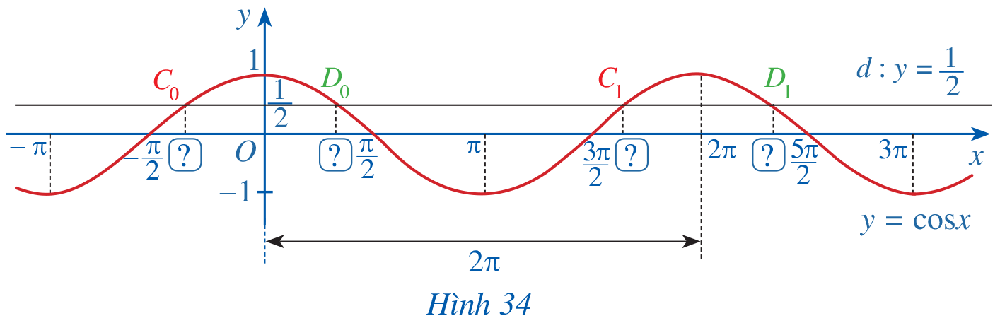 y
1
C₀ D₀ C₁ D₁ d : y = 1/2
1/2
−π −π/2 ? O ? π/2 π 3π/2 ? 2π ? 5π/2 3π x
−1
y = cosx
2π
Hình 34